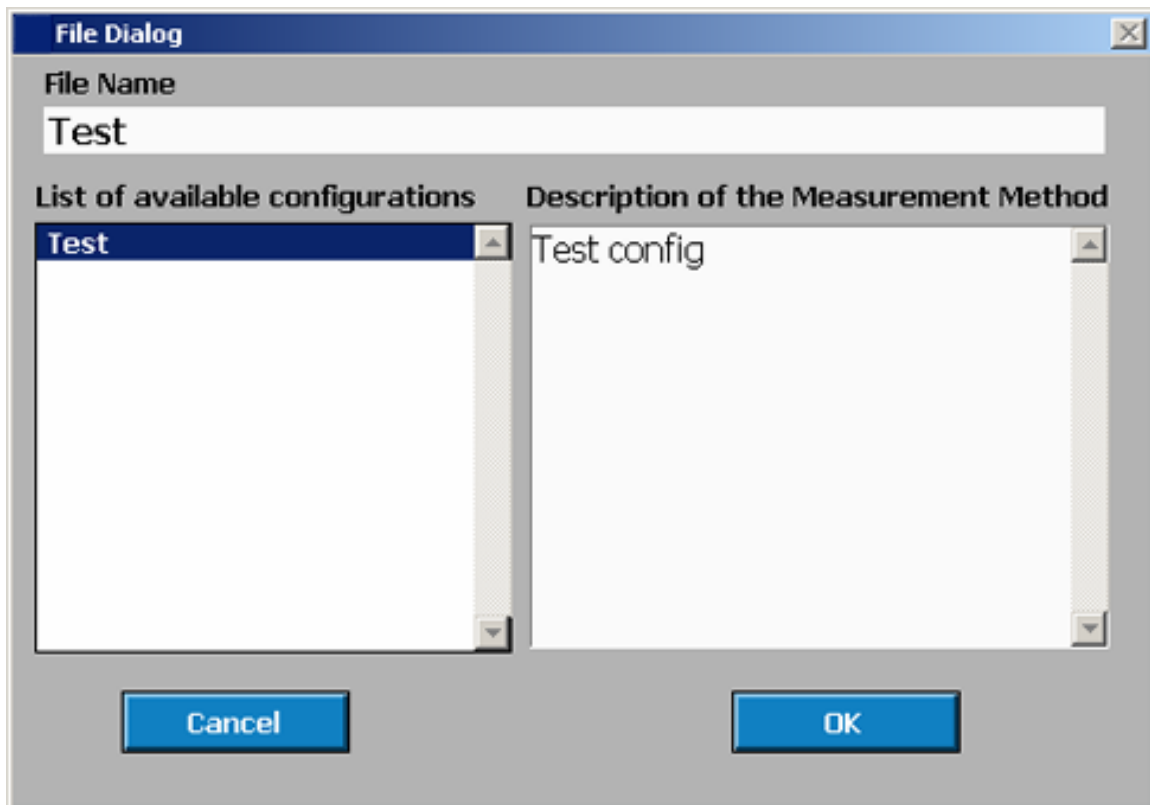 File Dialog
File Name
Test
List of available configurations
Test
Description of the Measurement Method
Test config
Cancel
OK